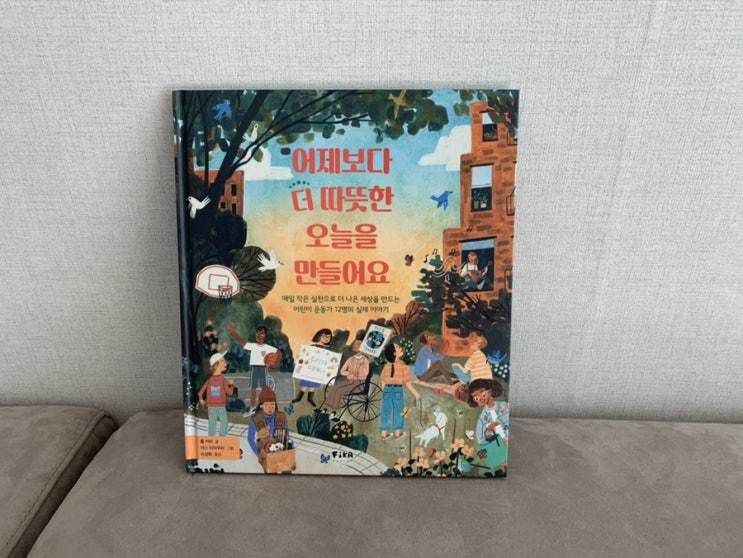 어제보다
더 따뜻한
오늘을
만들어요
매일 작은 실천으로 더 나은 세상을 만드는
어린이 운동가 12명의 실제 이야기
FIKA